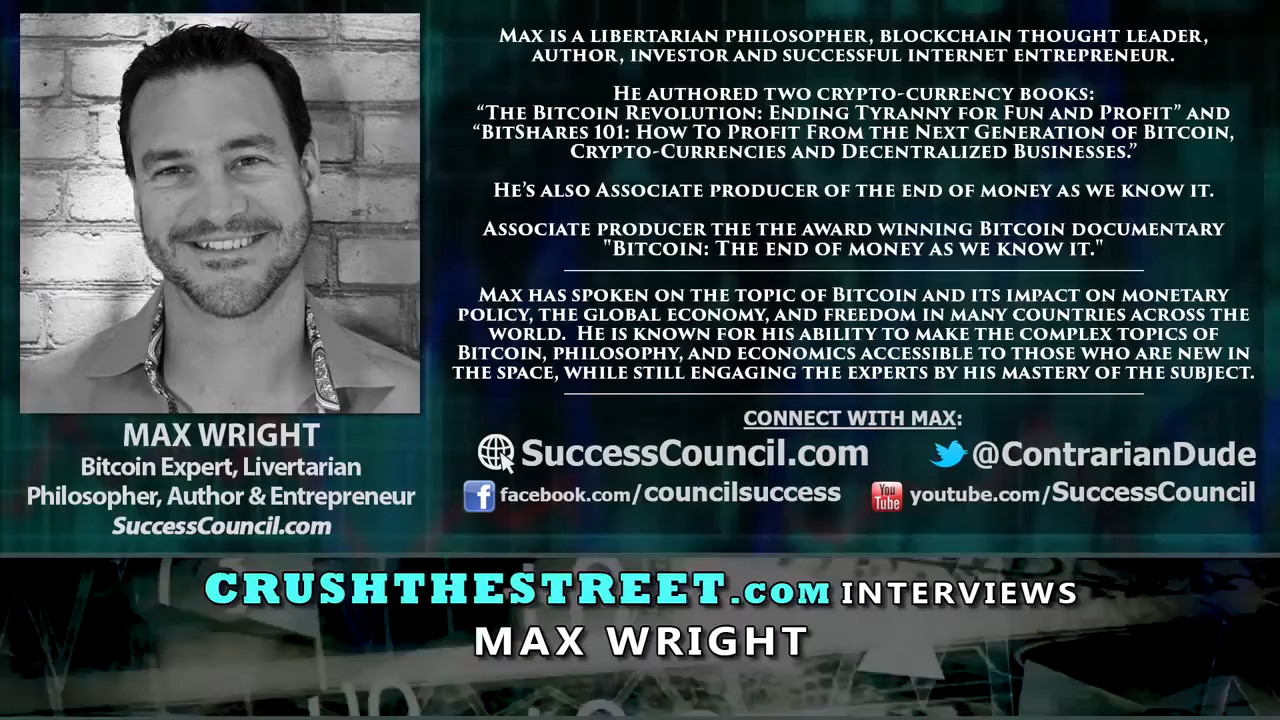 MAX IS A LIBERTARIAN PHILOSOPHER, BLOCKCHAIN THOUGHT LEADER,
AUTHOR, INVESTOR AND SUCCESSFUL INTERNET ENTREPRENEUR.
HE AUTHORED TWO CRYPTO-CURRENCY BOOKS:
“THE BITCOIN REVOLUTION: ENDING TYRANNY FOR FUN AND PROFIT” AND
“BITSHARES 101: HOW TO PROFIT FROM THE NEXT GENERATION OF BITCOIN,
CRYPTO-CURRENCIES AND DECENTRALIZED BUSINESSES.”
HE’S ALSO ASSOCIATE PRODUCER OF THE END OF MONEY AS WE KNOW IT.
ASSOCIATE PRODUCER THE THE AWARD WINNING BITCOIN DOCUMENTARY
"BITCOIN: THE END OF MONEY AS WE KNOW IT."
MAX HAS SPOKEN ON THE TOPIC OF BITCOIN AND ITS IMPACT ON MONETARY
POLICY, THE GLOBAL ECONOMY, AND FREEDOM IN MANY COUNTRIES ACROSS THE
WORLD. HE IS KNOWN FOR HIS ABILITY TO MAKE THE COMPLEX TOPICS OF
BITCOIN, PHILOSOPHY, AND ECONOMICS ACCESSIBLE TO THOSE WHO ARE NEW IN
THE SPACE, WHILE STILL ENGAGING THE EXPERTS BY HIS MASTERY OF THE SUBJECT.
CONNECT WITH MAX:
SuccessCouncil.com
@ContrarianDude
facebook.com/councilsuccess
You Tube youtube.com/SuccessCouncil
MAX WRIGHT
Bitcoin Expert, Livertarian
Philosopher, Author & Entrepreneur
SuccessCouncil.com
CRUSHTHESTREET.COM INTERVIEWS
MAX WRIGHT